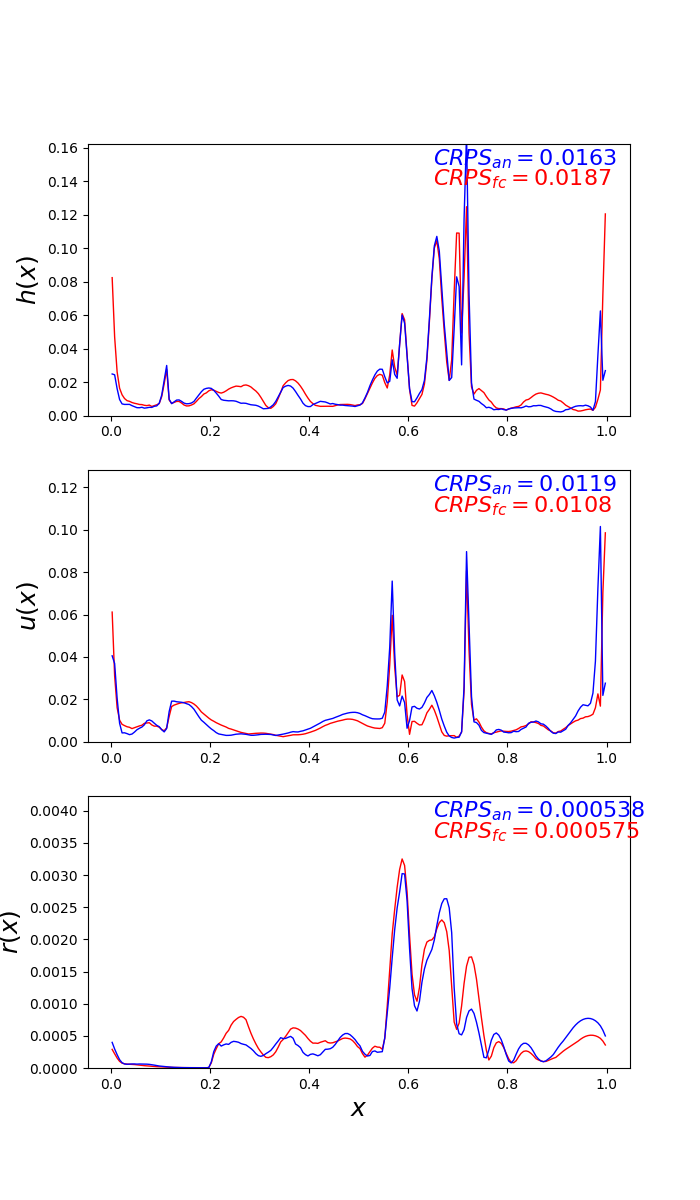 0.16
0.14
0.12
0.10
0.08
0.06
0.04
0.02
0.00
h(x)
CRPS_an = 0.0163
CRPS_fc = 0.0187
0.0 0.2 0.4 0.6 0.8 1.0
0.12
0.10
0.08
0.06
0.04
0.02
0.00
u(x)
CRPS_an = 0.0119
CRPS_fc = 0.0108
0.0 0.2 0.4 0.6 0.8 1.0
0.0040
0.0035
0.0030
0.0025
0.0020
0.0015
0.0010
0.0005
0.0000
r(x)
CRPS_an = 0.000538
CRPS_fc = 0.000575
0.0 0.2 0.4 0.6 0.8 1.0
x